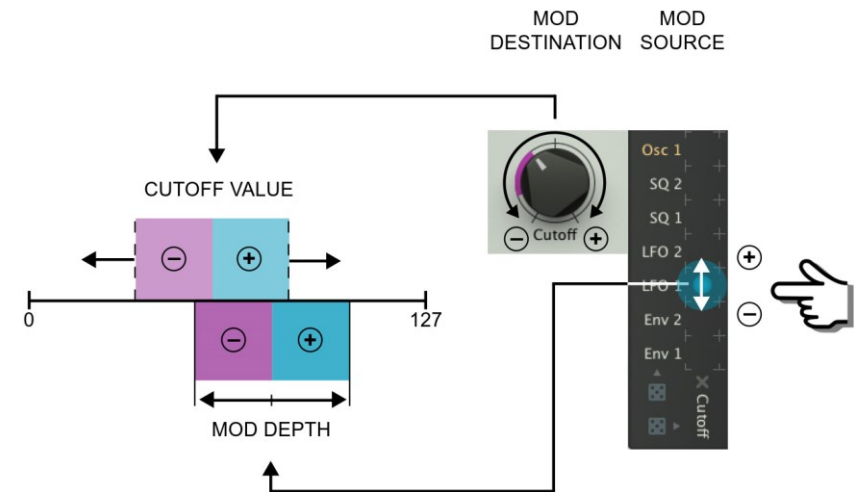 MOD
DESTINATION
MOD
SOURCE
CUTOFF VALUE
0
127
MOD DEPTH
Cutoff
Osc 1
SQ 2
SQ 1
LFO 2
LFO 1
Env 2
Env 1
Cutoff